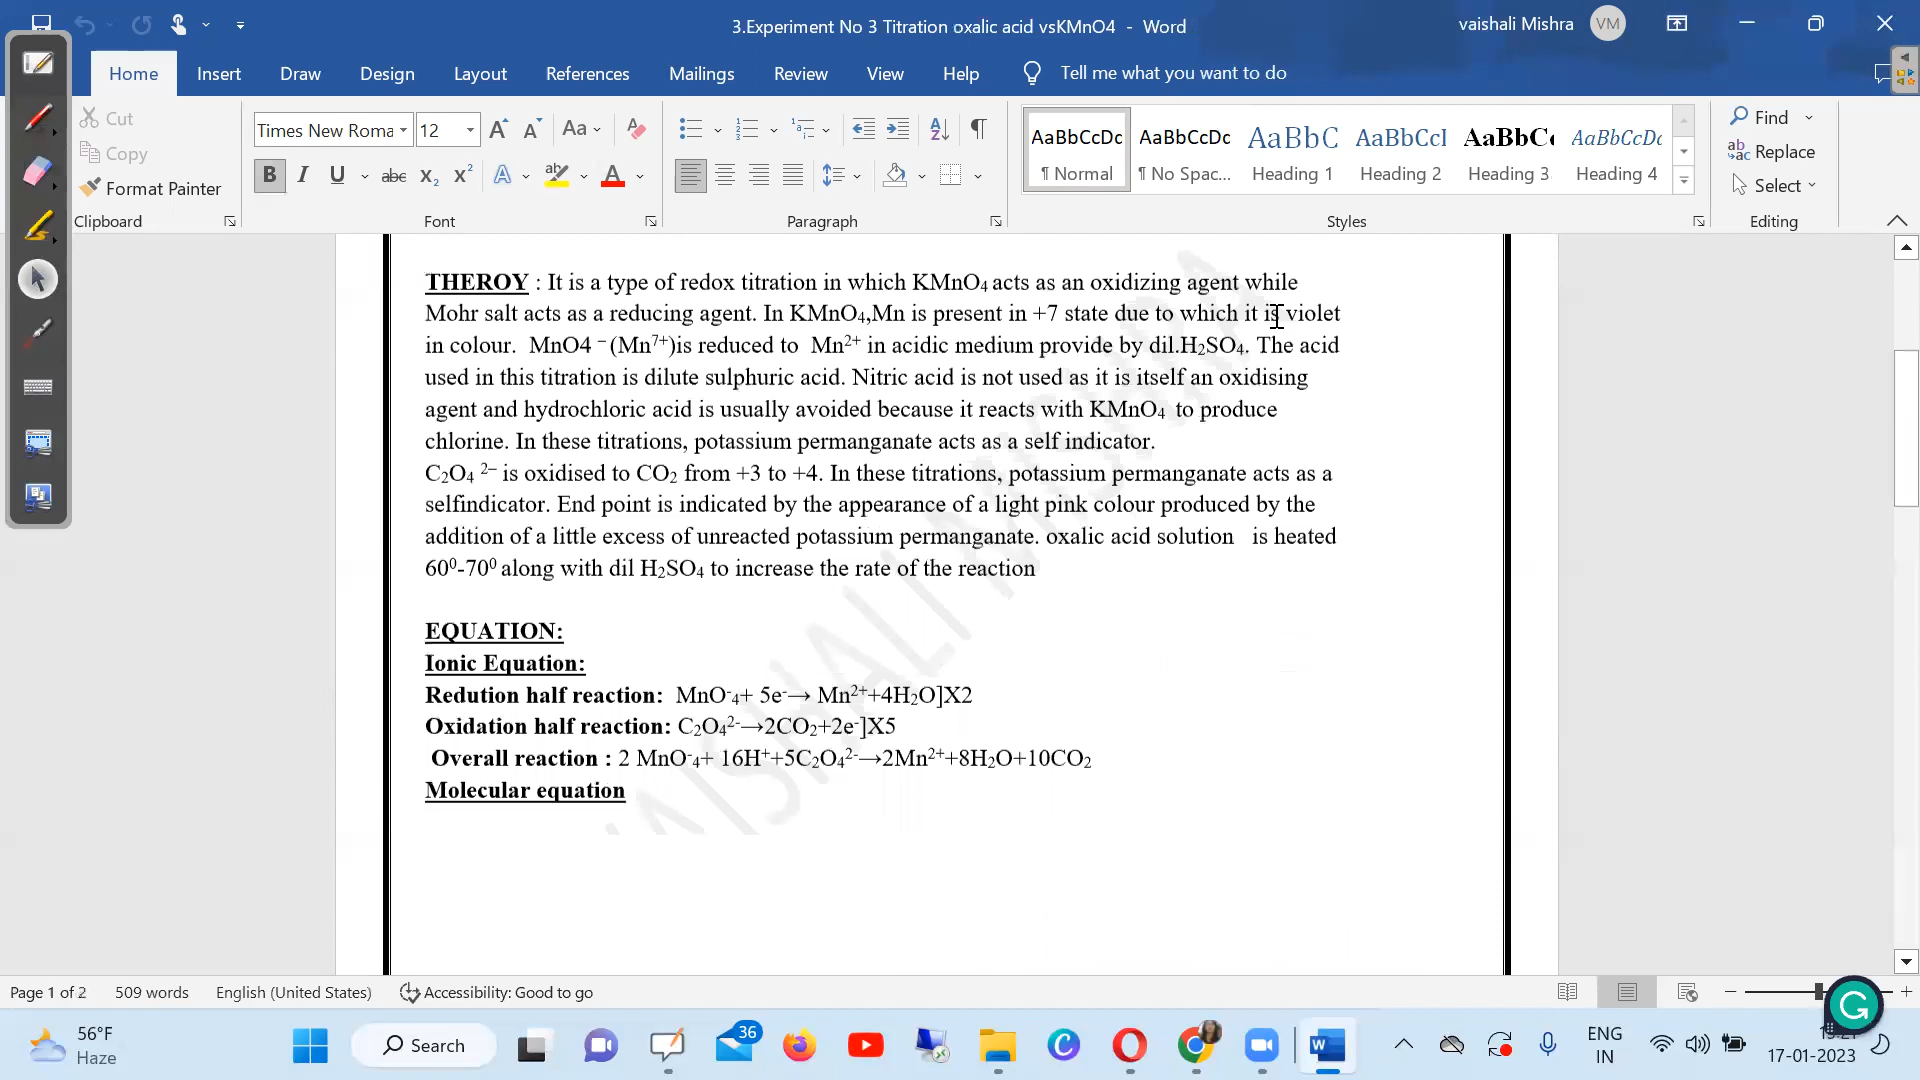 3.Experiment No 3 Titration oxalic acid vsKMnO4 - Word
vaishali Mishra VM
Home Insert Draw Design Layout References Mailings Review View Help Tell me what you want to do
Cut
Copy
Format Painter
Clipboard
Times New Roma 12
Font
Paragraph
AaBbCcDc AaBbCcDc AaBbC AaBbCcI AaBbC AaBbCcDc
¶ Normal ¶ No Spac... Heading 1 Heading 2 Heading 3 Heading 4
Styles
Find
Replace
Select
Editing
THEROY : It is a type of redox titration in which KMnO₄ acts as an oxidizing agent while
Mohr salt acts as a reducing agent. In KMnO₄,Mn is present in +7 state due to which it is violet
in colour. MnO4 ⁻ (Mn⁷⁺)is reduced to Mn²⁺ in acidic medium provide by dil.H₂SO₄. The acid
used in this titration is dilute sulphuric acid. Nitric acid is not used as it is itself an oxidising
agent and hydrochloric acid is usually avoided because it reacts with KMnO₄ to produce
chlorine. In these titrations, potassium permanganate acts as a self indicator.
C₂O₄ ²⁻ is oxidised to CO₂ from +3 to +4. In these titrations, potassium permanganate acts as a
selfindicator. End point is indicated by the appearance of a light pink colour produced by the
addition of a little excess of unreacted potassium permanganate. oxalic acid solution is heated
60⁰-70⁰ along with dil H₂SO₄ to increase the rate of the reaction
EQUATION:
Ionic Equation:
Redution half reaction: MnO⁻₄+ 5e⁻→ Mn²⁺+4H₂O]X2
Oxidation half reaction: C₂O₄²⁻→2CO₂+2e⁻]X5
Overall reaction : 2 MnO⁻₄+ 16H⁺+5C₂O₄²⁻→2Mn²⁺+8H₂O+10CO₂
Molecular equation
VAISHALI MISHRA
Page 1 of 2 509 words English (United States) Accessibility: Good to go
56°F
Haze
Search
36
ENG
IN
17-01-2023